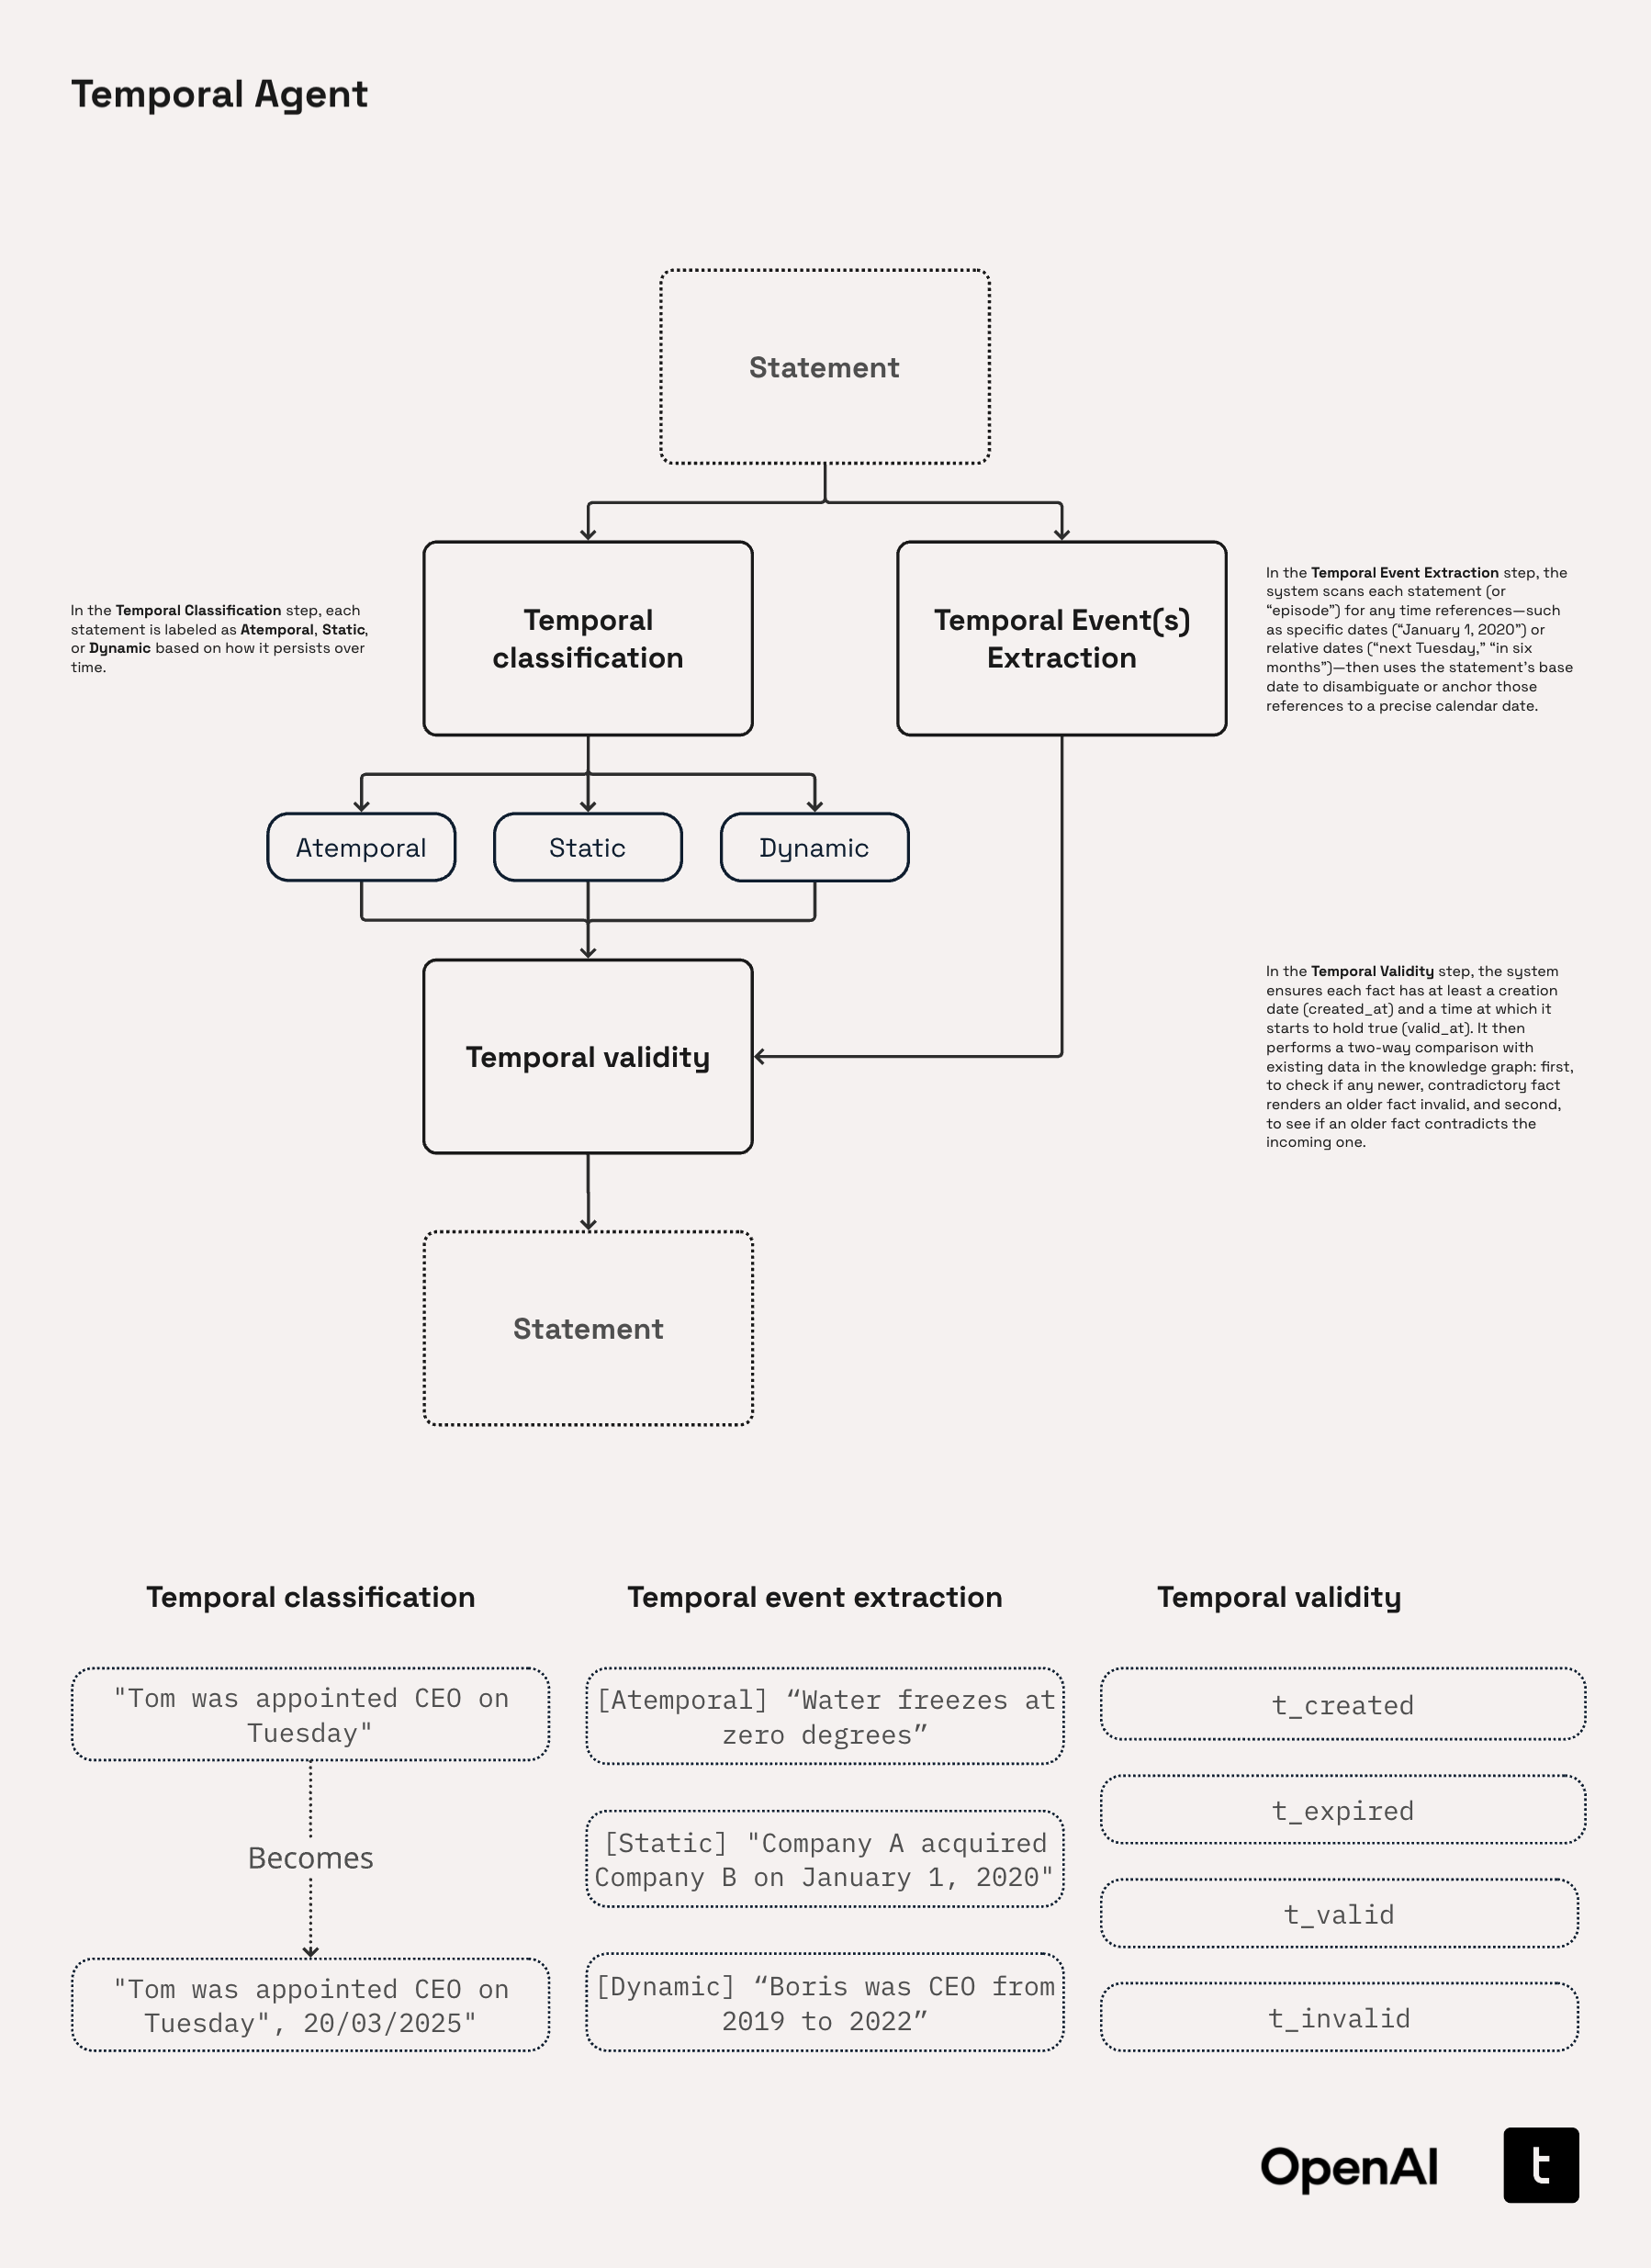 Temporal Agent
Statement
Temporal
classification
Temporal Event(s)
Extraction
In the Temporal Classification step, each
statement is labeled as Atemporal, Static,
or Dynamic based on how it persists over
time.
In the Temporal Event Extraction step, the
system scans each statement (or
“episode”) for any time references—such
as specific dates (“January 1, 2020”) or
relative dates (“next Tuesday,” “in six
months”)—then uses the statement’s base
date to disambiguate or anchor those
references to a precise calendar date.
Atemporal
Static
Dynamic
Temporal validity
In the Temporal Validity step, the system
ensures each fact has at least a creation
date (created_at) and a time at which it
starts to hold true (valid_at). It then
performs a two-way comparison with
existing data in the knowledge graph: first,
to check if any newer, contradictory fact
renders an older fact invalid, and second,
to see if an older fact contradicts the
incoming one.
Statement
Temporal classification
"Tom was appointed CEO on
Tuesday"
Becomes
"Tom was appointed CEO on
Tuesday", 20/03/2025"
Temporal event extraction
[Atemporal] “Water freezes at
zero degrees”
[Static] "Company A acquired
Company B on January 1, 2020"
[Dynamic] “Boris was CEO from
2019 to 2022”
Temporal validity
t_created
t_expired
t_valid
t_invalid
OpenAI
t